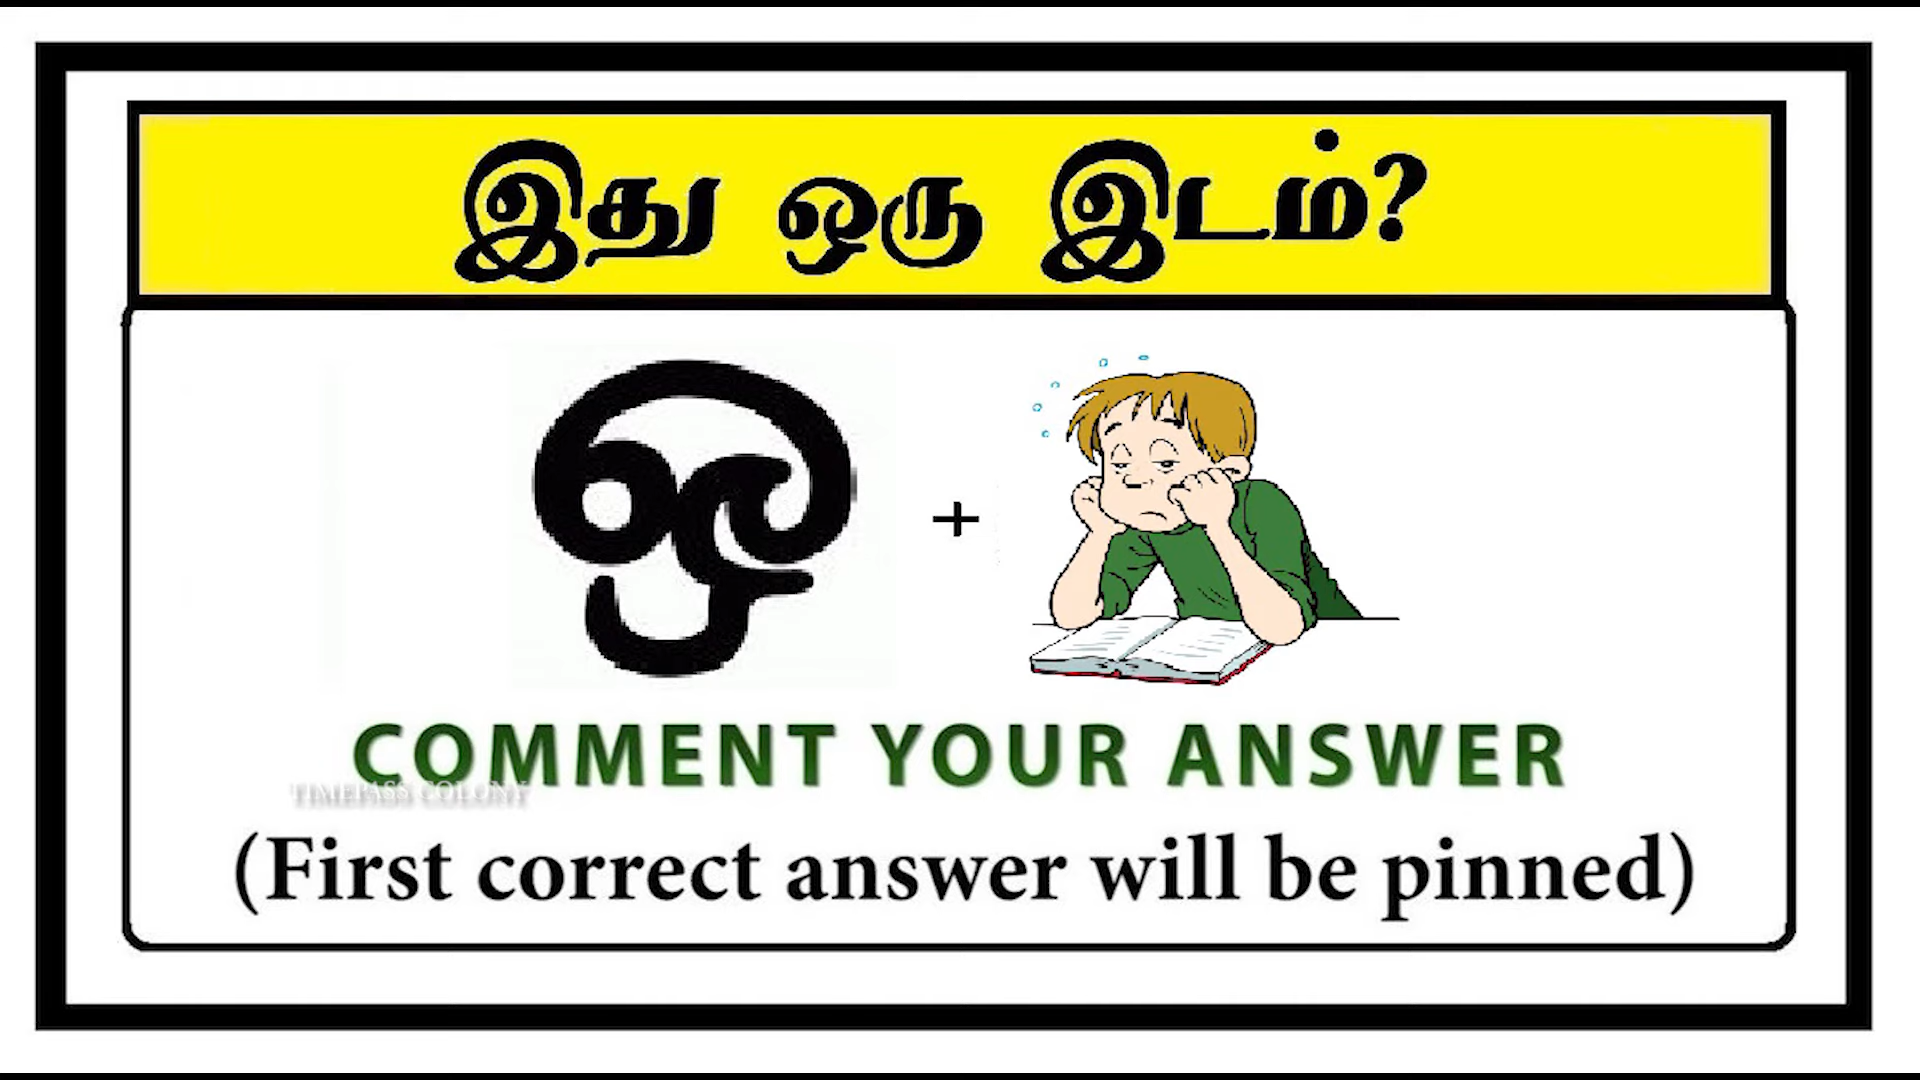 இது ஒரு இடம்?
ஓ
+
COMMENT YOUR ANSWER
TIMEPASS COLONY
(First correct answer will be pinned)